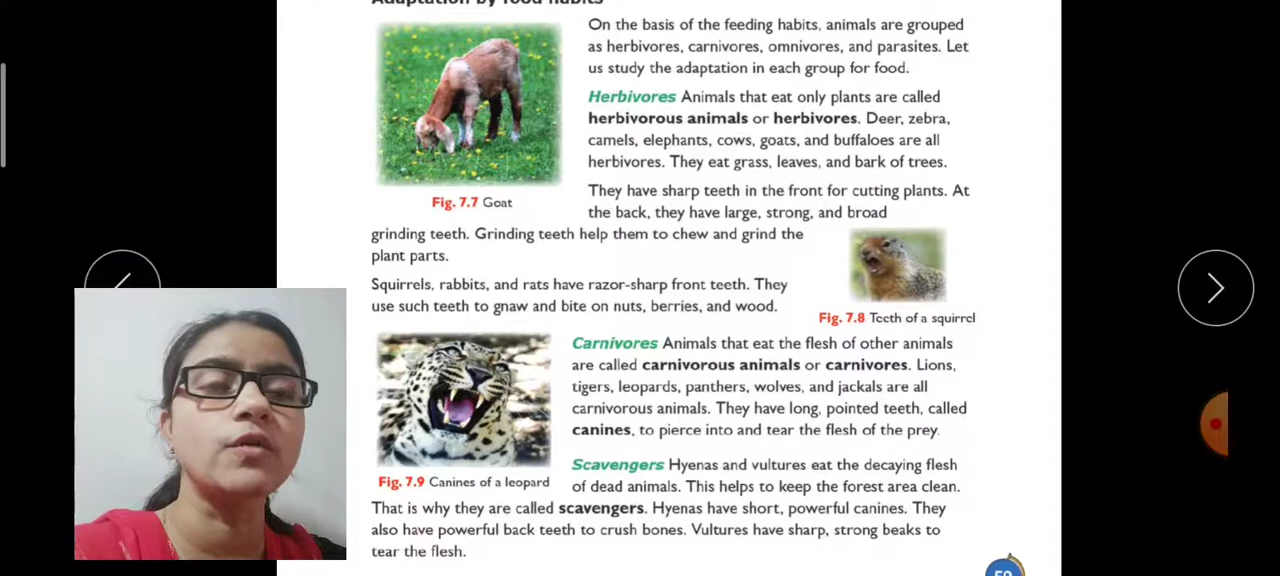 Adaptation by food habits
On the basis of the feeding habits, animals are grouped
as herbivores, carnivores, omnivores, and parasites. Let
us study the adaptation in each group for food.
Herbivores Animals that eat only plants are called
herbivorous animals or herbivores. Deer, zebra,
camels, elephants, cows, goats, and buffaloes are all
herbivores. They eat grass, leaves, and bark of trees.
Fig. 7.7 Goat
They have sharp teeth in the front for cutting plants. At
the back, they have large, strong, and broad
grinding teeth. Grinding teeth help them to chew and grind the
plant parts.
Squirrels, rabbits, and rats have razor-sharp front teeth. They
use such teeth to gnaw and bite on nuts, berries, and wood.
Fig. 7.8 Teeth of a squirrel
Carnivores Animals that eat the flesh of other animals
are called carnivorous animals or carnivores. Lions,
tigers, leopards, panthers, wolves, and jackals are all
carnivorous animals. They have long, pointed teeth, called
canines, to pierce into and tear the flesh of the prey.
Fig. 7.9 Canines of a leopard
Scavengers Hyenas and vultures eat the decaying flesh
of dead animals. This helps to keep the forest area clean.
That is why they are called scavengers. Hyenas have short, powerful canines. They
also have powerful back teeth to crush bones. Vultures have sharp, strong beaks to
tear the flesh.